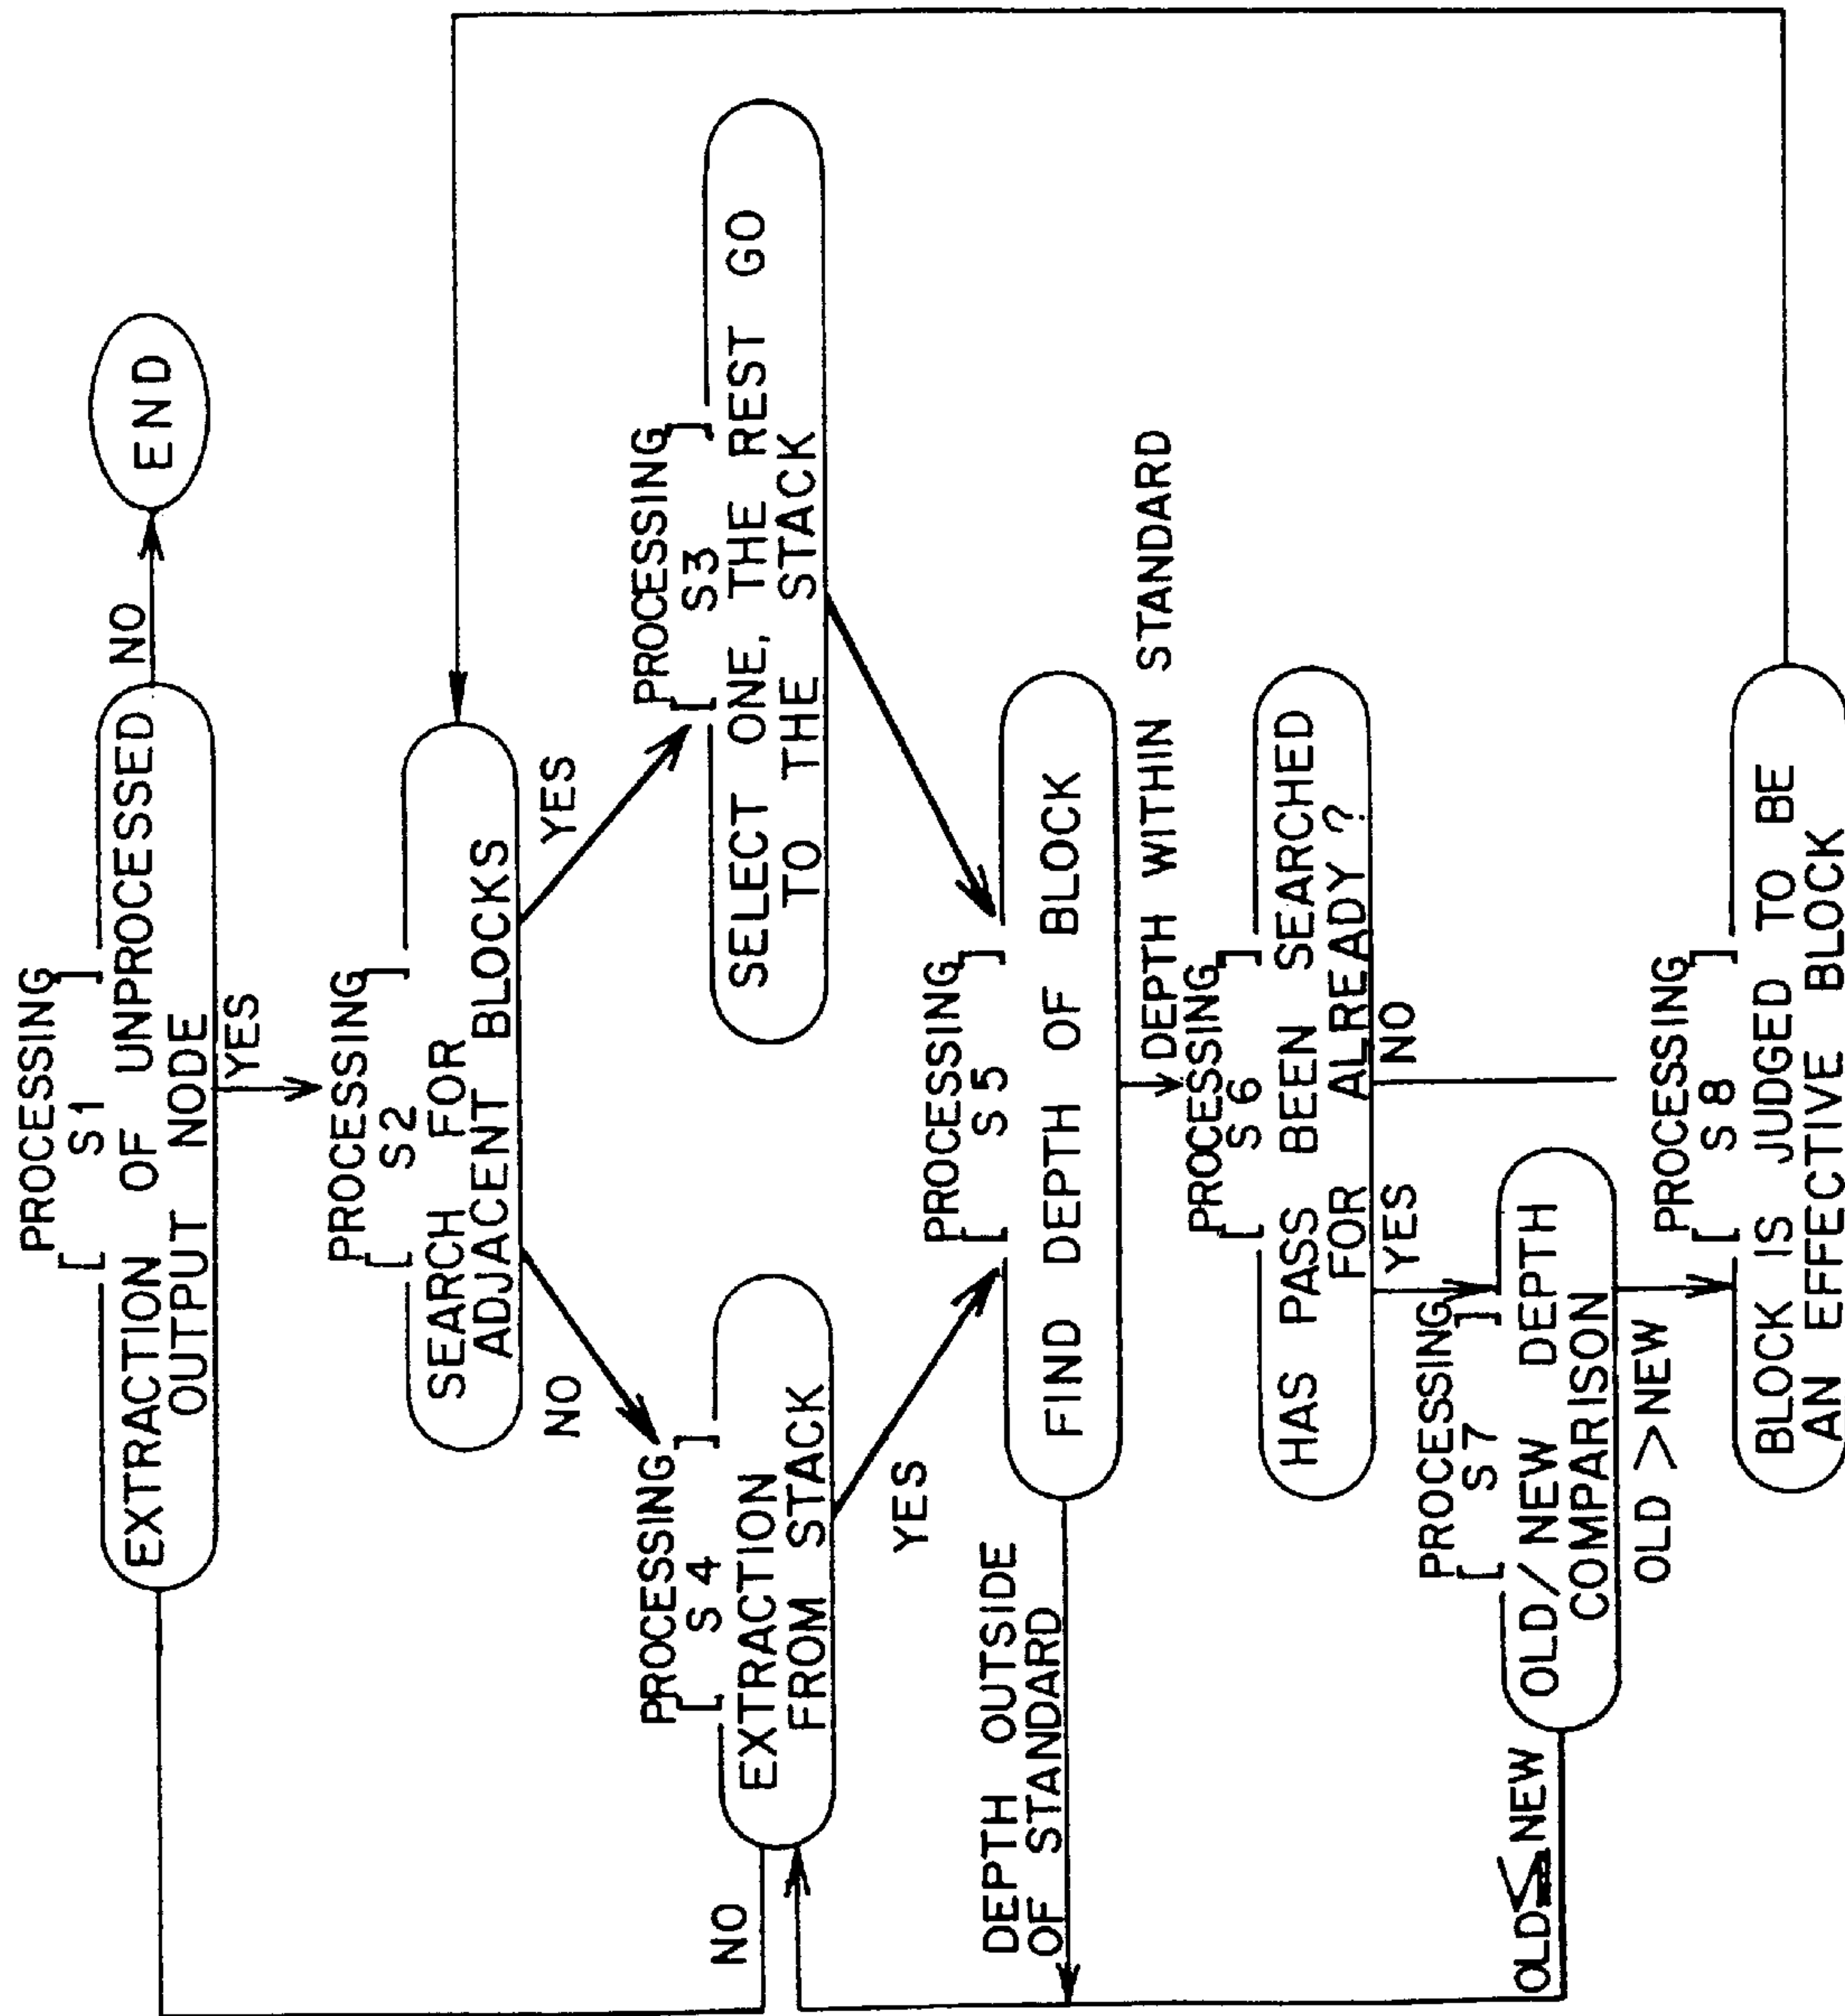 [PROCESSING S1]
EXTRACTION OF UNPROCESSED
OUTPUT NODE
NO
END
YES
[PROCESSING S2]
SEARCH FOR
ADJACENT BLOCKS
NO
YES
[PROCESSING S4]
EXTRACTION
FROM STACK
NO
YES
[PROCESSING S3]
SELECT ONE, THE REST GO
TO THE STACK
[PROCESSING S5]
FIND DEPTH OF BLOCK
DEPTH OUTSIDE
OF STANDARD
DEPTH WITHIN STANDARD
[PROCESSING S6]
HAS PASS BEEN SEARCHED
FOR ALREADY?
YES
NO
[PROCESSING S7]
OLD/NEW DEPTH
COMPARISON
OLD≦NEW
OLD>NEW
[PROCESSING S8]
BLOCK IS JUDGED TO BE
AN EFFECTIVE BLOCK